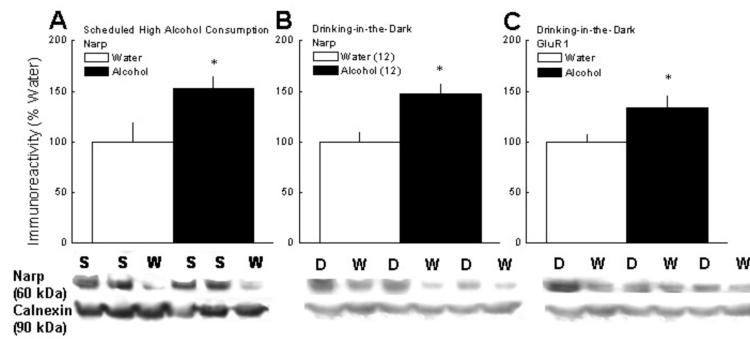 A
Scheduled High Alcohol Consumption
Narp
Water
Alcohol
*
200
150
100
50
0
Immunoreactivity (% Water)
B
Drinking-in-the-Dark
Narp
Water (12)
Alcohol (12)
*
200
150
100
50
0
C
Drinking-in-the-Dark
GluR1
Water
Alcohol
*
200
150
100
50
0
S S W S S W
D W D W D W
D W D W D W
Narp
(60 kDa)
Calnexin
(90 kDa)